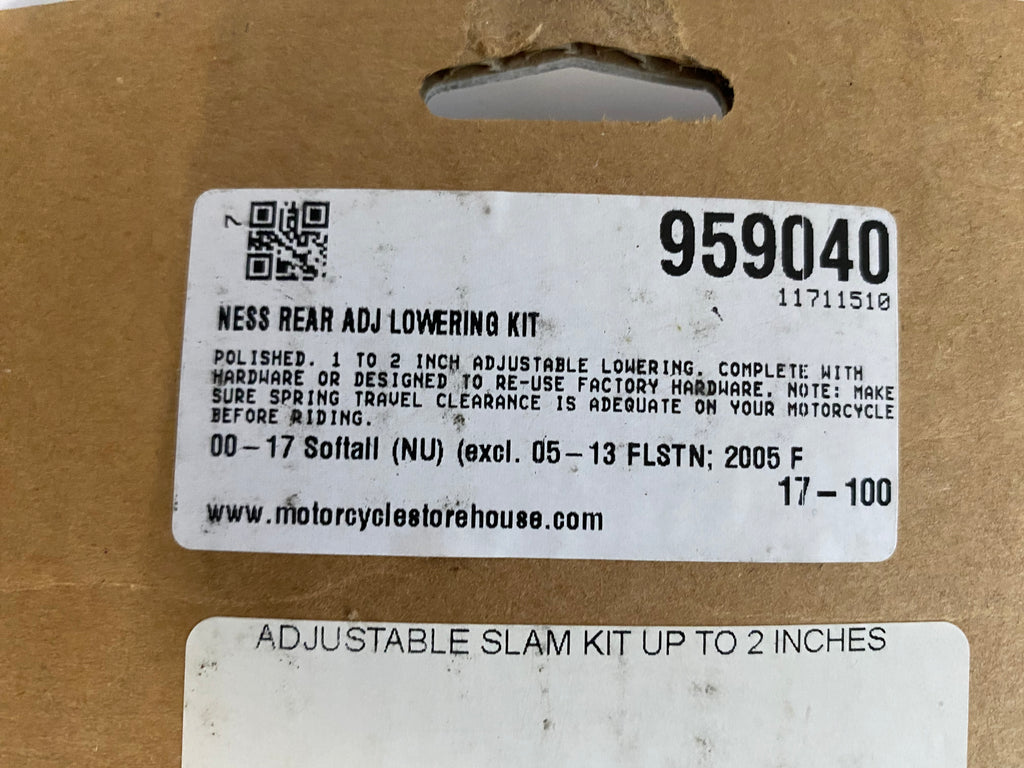 7
959040
11711510
NESS REAR ADJ LOWERING KIT
POLISHED. 1 TO 2 INCH ADJUSTABLE LOWERING. COMPLETE WITH
HARDWARE OR DESIGNED TO RE-USE FACTORY HARDWARE. NOTE: MAKE
SURE SPRING TRAVEL CLEARANCE IS ADEQUATE ON YOUR MOTORCYCLE
BEFORE RIDING.
00-17 Softail (NU) (excl. 05-13 FLSTN; 2005 F
17-100
www.motorcyclestorehouse.com
ADJUSTABLE SLAM KIT UP TO 2 INCHES